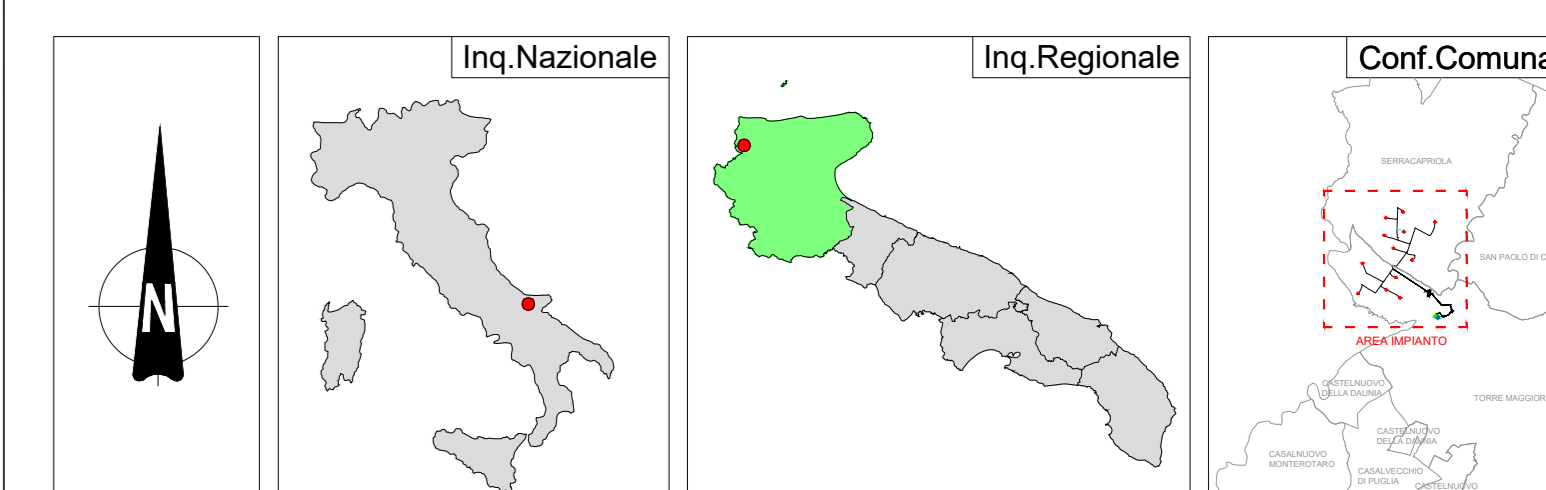 N
Inq.Nazionale
Inq.Regionale
Conf.Comuna
SERRACAPRIOLA
SAN PAOLO DI C
AREA IMPIANTO
CASTELNUOVO
DELLA DAUNIA
TORRE MAGGIOR
CASTELNUOVO
DELLA DAUNIA
CASALNUOVO
MONTEROTARO
CASALVECCHIO
DI PUGLIA
CASTELNUOVO